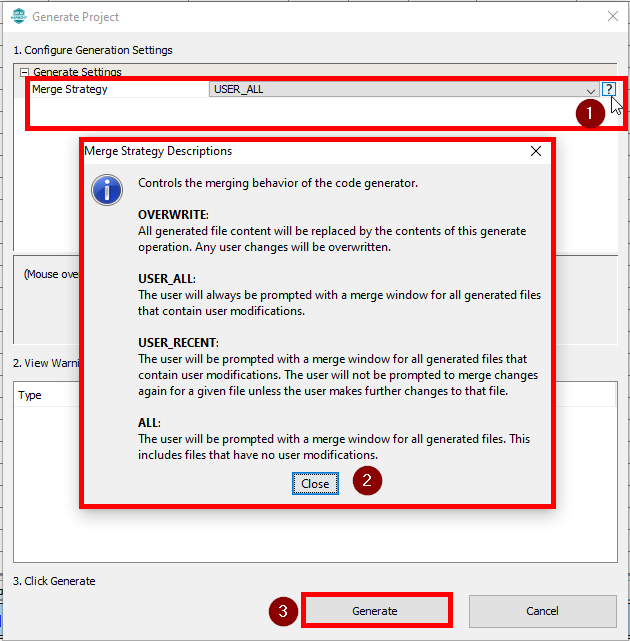 Generate Project
1. Configure Generation Settings
Generate Settings
Merge Strategy USER_ALL ?
1
Merge Strategy Descriptions
Controls the merging behavior of the code generator.
OVERWRITE:
All generated file content will be replaced by the contents of this generate
operation. Any user changes will be overwritten.
USER_ALL:
The user will always be prompted with a merge window for all generated files
that contain user modifications.
USER_RECENT:
The user will be prompted with a merge window for all generated files that
contain user modifications. The user will not be prompted to merge changes
again for a given file unless the user makes further changes to that file.
ALL:
The user will be prompted with a merge window for all generated files. This
includes files that have no user modifications.
Close
2
(Mouse ove
2. View Warni
Type
3. Click Generate
3
Generate
Cancel